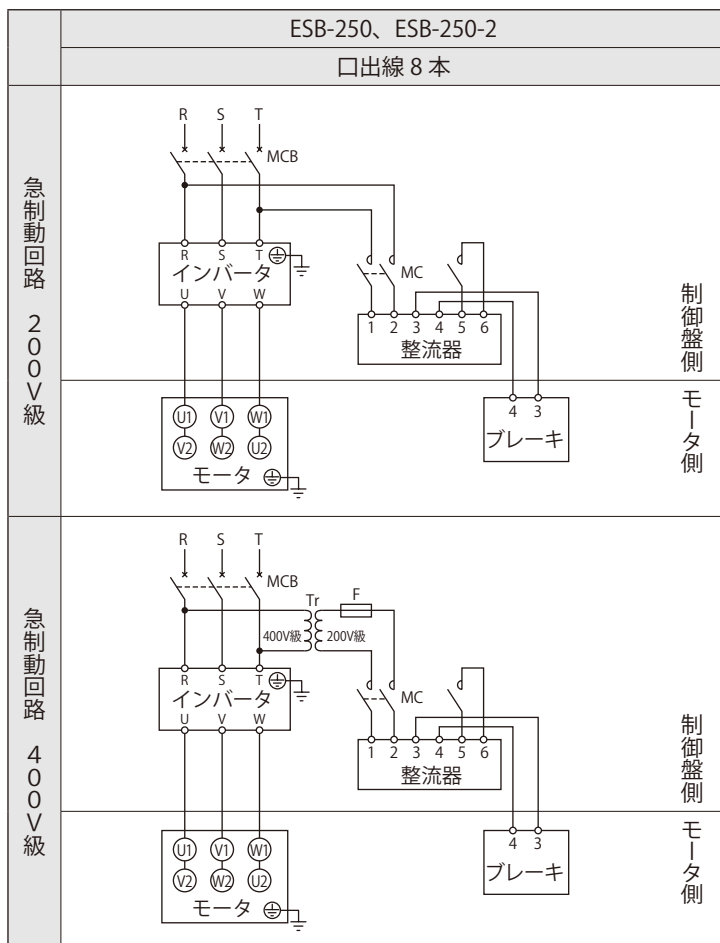 ESB-250、ESB-250-2
口出線 8 本
急制動回路 200V級
R S T
MCB
R S T
インバータ
U V W
MC
1 2 3 4 5 6
整流器
制御盤側
U1 V1 W1
V2 W2 U2
モータ
4 3
ブレーキ
モータ側
急制動回路 400V級
R S T
MCB
Tr
F
400V級
200V級
R S T
インバータ
U V W
MC
1 2 3 4 5 6
整流器
制御盤側
U1 V1 W1
V2 W2 U2
モータ
4 3
ブレーキ
モータ側